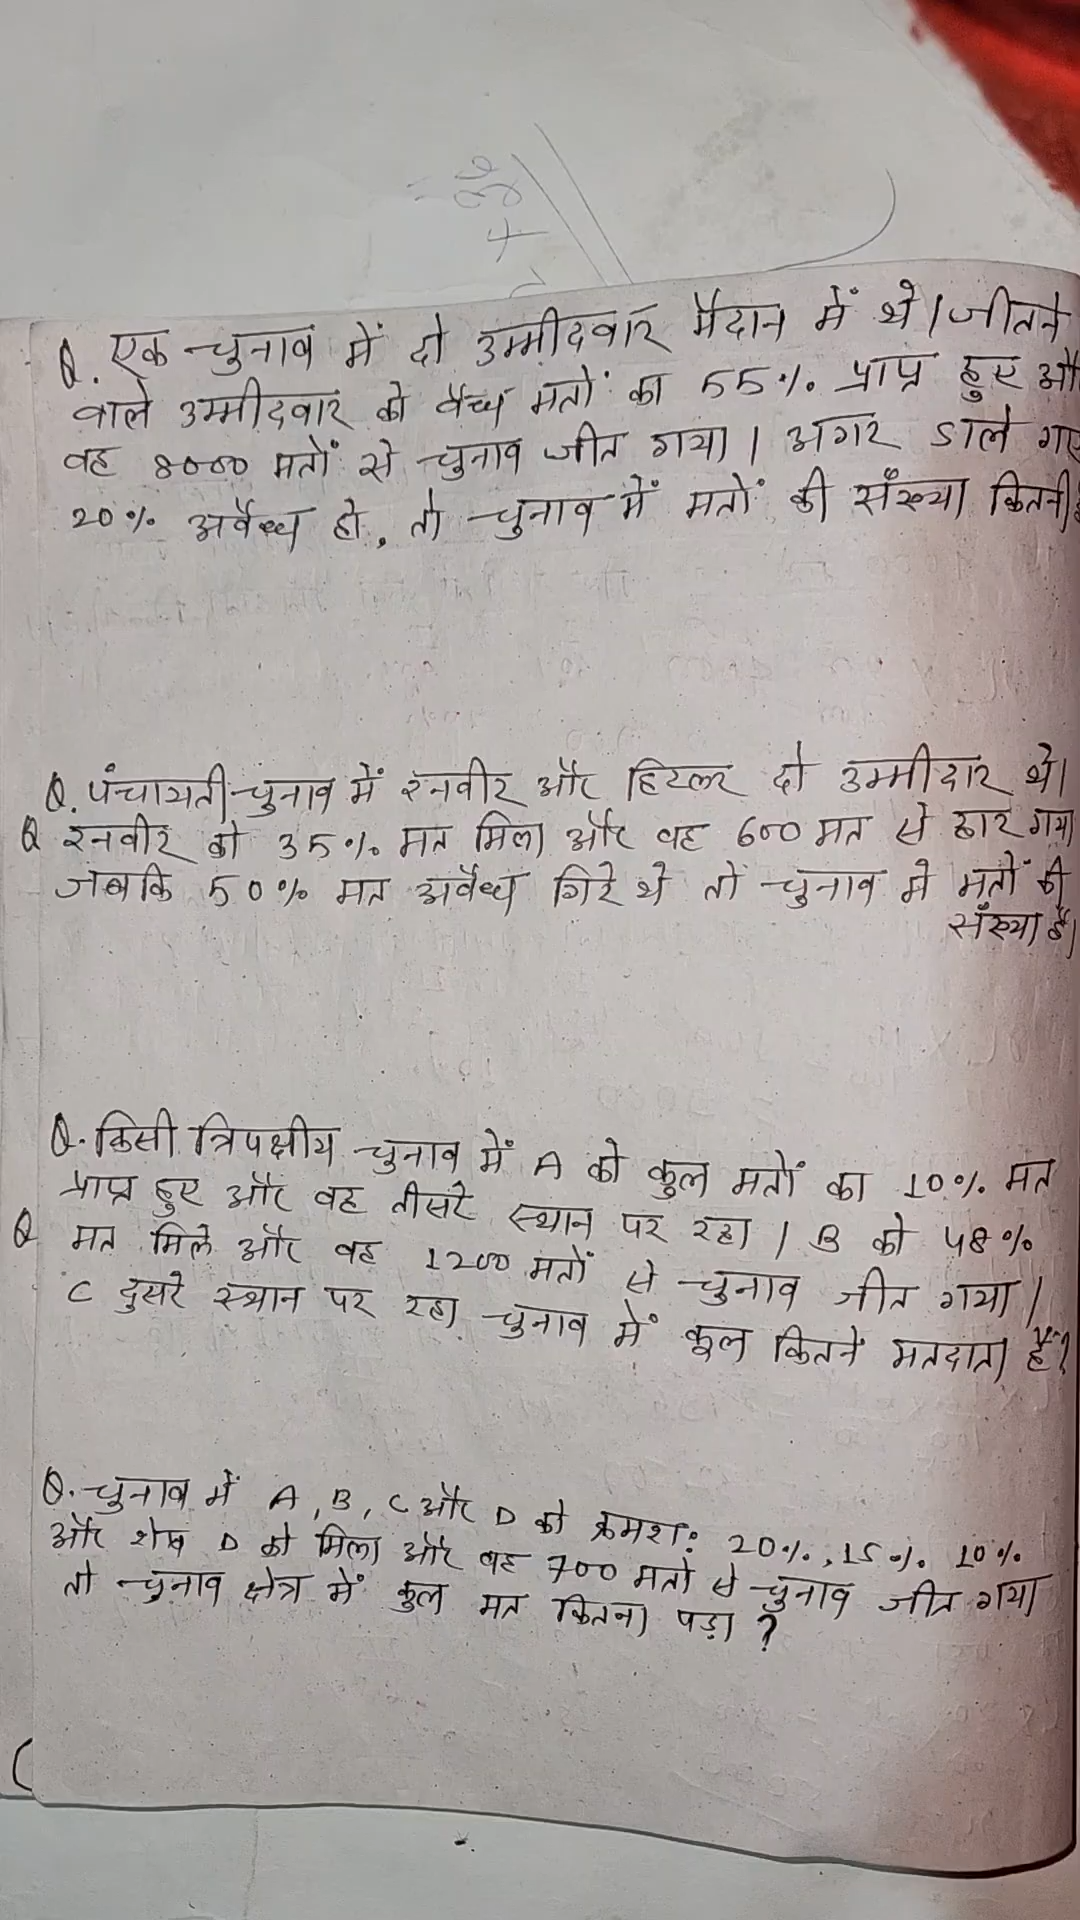 Q. एक चुनाव में दो उम्मीदवार मैदान में थे। जीतने
वाले उम्मीदवार को वैध्य मतों का 55% प्राप्त हुए औ
वह 8000 मतों से चुनाव जीत गया। अगर डाले गए
20% अवैध्य हो, तो चुनाव में मतों की सँख्या कितनी
Q. पंचायती चुनाव में रनवीर और हिटलर दो उम्मीदार थे।
Q रनवीर को 35% मत मिला और वह 600 मत से हार गया
जबकि 50% मत अवैध्य गिरे थे तो चुनाव मे मतों की
सँख्या है।
Q. किसी त्रिपक्षीय चुनाव में A को कुल मतों का 10% मत
प्राप्त हुए और वह तीसरे स्थान पर रहा। B को 48%
Q मत मिले और वह 1200 मतों से चुनाव जीत गया।
C दुसरे स्थान पर रहा चुनाव में कुल कितने मतदाता हैं?
Q. चुनाव में A, B, C और D को क्रमश: 20%, 15% 10%
और शेष D को मिला और वह 700 मतो से चुनाव जीत गया
तो चुनाव क्षेत्र में कुल मत कितना पड़ा ?